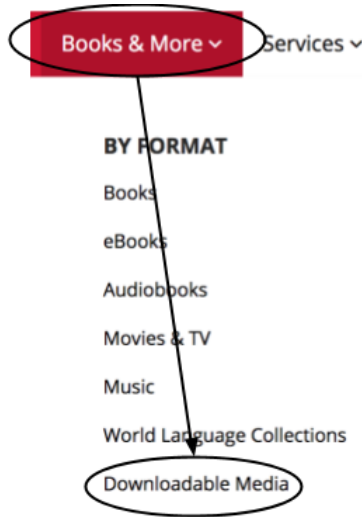 Books & More Services
BY FORMAT
Books
eBooks
Audiobooks
Movies & TV
Music
World Language Collections
Downloadable Media